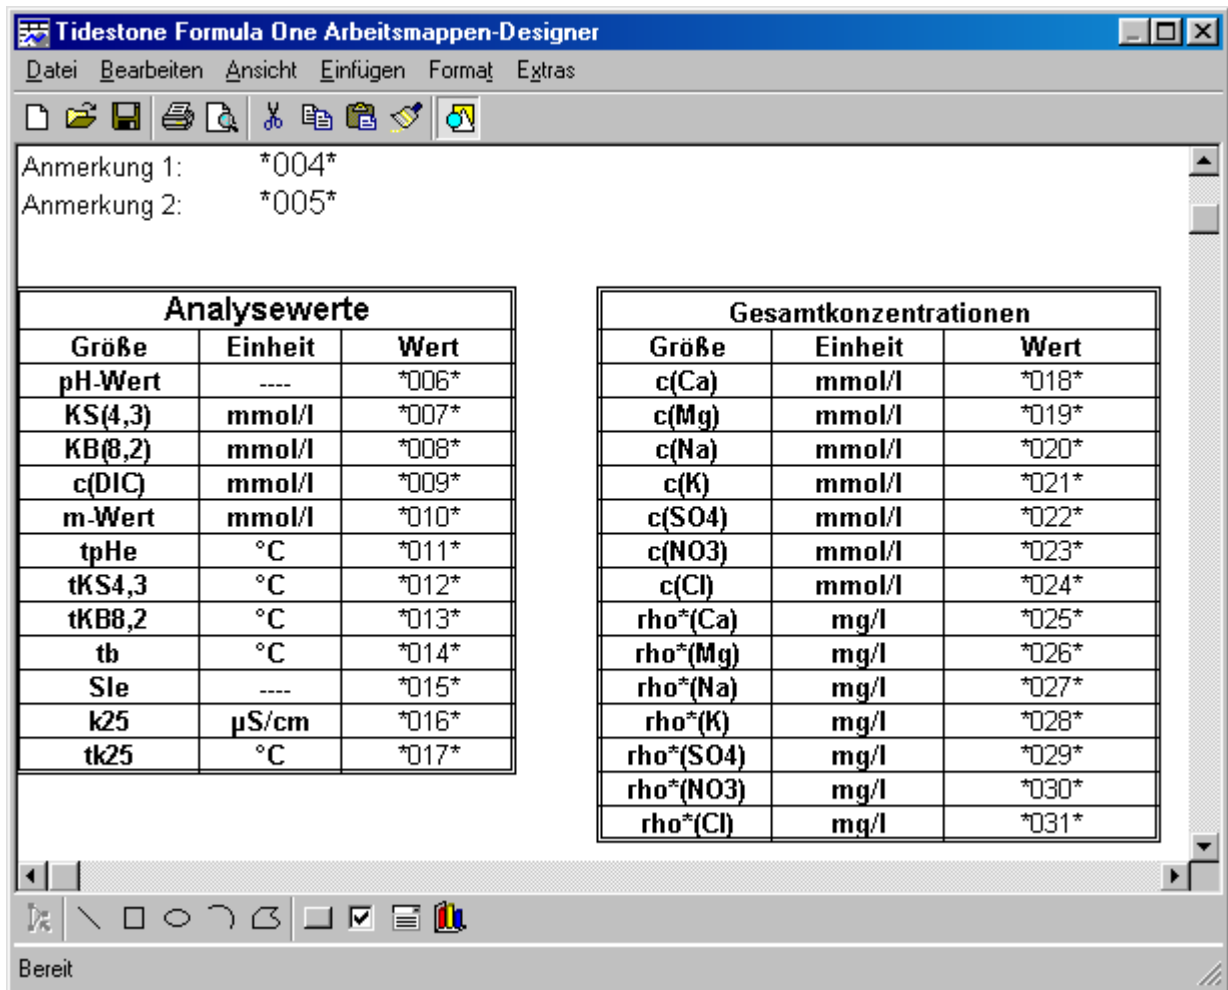 Tidestone Formula One Arbeitsmappen-Designer
Datei Bearbeiten Ansicht Einfügen Format Extras
Anmerkung 1: *004*
Anmerkung 2: *005*
Analysewerte
Größe Einheit Wert
pH-Wert ---- *006*
KS(4,3) mmol/l *007*
KB(8,2) mmol/l *008*
c(DIC) mmol/l *009*
m-Wert mmol/l *010*
tpHe °C *011*
tKS4,3 °C *012*
tKB8,2 °C *013*
tb °C *014*
SIe ---- *015*
k25 µS/cm *016*
tk25 °C *017*
Gesamtkonzentrationen
Größe Einheit Wert
c(Ca) mmol/l *018*
c(Mg) mmol/l *019*
c(Na) mmol/l *020*
c(K) mmol/l *021*
c(SO4) mmol/l *022*
c(NO3) mmol/l *023*
c(Cl) mmol/l *024*
rho*(Ca) mg/l *025*
rho*(Mg) mg/l *026*
rho*(Na) mg/l *027*
rho*(K) mg/l *028*
rho*(SO4) mg/l *029*
rho*(NO3) mg/l *030*
rho*(Cl) mg/l *031*
Bereit